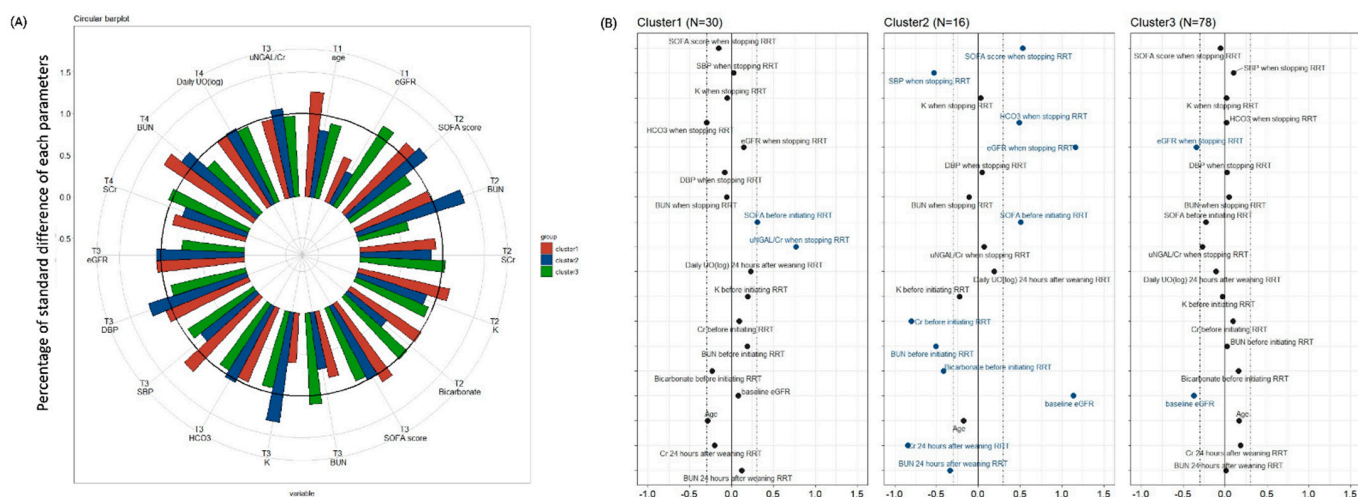 (A)
Circular barplot
Percentage of standard difference of each parameters
1.5
1.0
0.5
0.0
0.5
T3
uNGAL/Cr
T1
age
T1
eGFR
T2
SOFA score
T2
BUN
T2
SCr
T2
K
T2
Bicarbonate
T3
SOFA score
T3
BUN
T3
K
T3
HCO3
T3
SBP
T3
DBP
T3
eGFR
T4
SCr
T4
BUN
T4
Daily UO(log)
group
cluster1
cluster2
cluster3
variable
(B)
Cluster1 (N=30)
SOFA score when stopping RRT
SBP when stopping RRT
K when stopping RRT
HCO3 when stopping RRT
eGFR when stopping RRT
DBP when stopping RRT
BUN when stopping RRT
SOFA before initiating RRT
uNGAL/Cr when stopping RRT
Daily UO(log) 24 hours after weaning RRT
K before initiating RRT
Cr before initiating RRT
BUN before initiating RRT
Bicarbonate before initiating RRT
baseline eGFR
Age
Cr 24 hours after weaning RRT
BUN 24 hours after weaning RRT
-1.0 -0.5 0.0 0.5 1.0 1.5
Cluster2 (N=16)
SOFA score when stopping RRT
SBP when stopping RRT
K when stopping RRT
HCO3 when stopping RRT
eGFR when stopping RRT
DBP when stopping RRT
BUN when stopping RRT
SOFA before initiating RRT
uNGAL/Cr when stopping RRT
Daily UO(log) 24 hours after weaning RRT
K before initiating RRT
Cr before initiating RRT
BUN before initiating RRT
Bicarbonate before initiating RRT
baseline eGFR
Age
Cr 24 hours after weaning RRT
BUN 24 hours after weaning RRT
-1.0 -0.5 0.0 0.5 1.0 1.5
Cluster3 (N=78)
SOFA score when stopping RRT
SBP when stopping RRT
K when stopping RRT
HCO3 when stopping RRT
eGFR when stopping RRT
DBP when stopping RRT
BUN when stopping RRT
SOFA before initiating RRT
uNGAL/Cr when stopping RRT
Daily UO(log) 24 hours after weaning RRT
K before initiating RRT
Cr before initiating RRT
BUN before initiating RRT
Bicarbonate before initiating RRT
baseline eGFR
Age
Cr 24 hours after weaning RRT
BUN 24 hours after weaning RRT
-1.0 -0.5 0.0 0.5 1.0 1.5